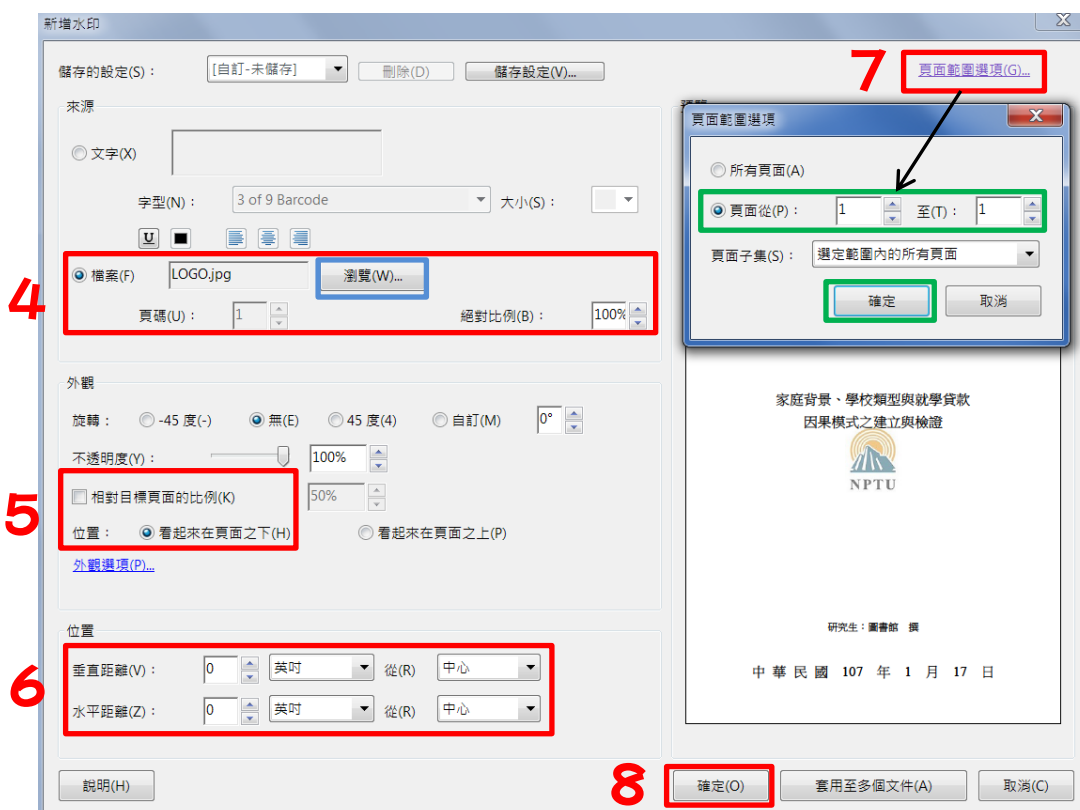 新增水印
儲存的設定(S)： [自訂-未儲存] 刪除(D) 儲存設定(V)... 7 頁面範圍選項(G)...
來源
文字(X)
字型(N)： 3 of 9 Barcode 大小(S)：
U
4 檔案(F) LOGO.jpg 瀏覽(W)...
頁碼(U)： 1 絕對比例(B)： 100%
外觀
旋轉： -45 度(-) 無(E) 45 度(4) 自訂(M) 0°
不透明度(Y)： 100%
5 相對目標頁面的比例(K) 50%
位置： 看起來在頁面之下(H) 看起來在頁面之上(P)
外觀選項(P)...
位置
6 垂直距離(V)： 0 英吋 從(R) 中心
水平距離(Z)： 0 英吋 從(R) 中心
頁面範圍選項
所有頁面(A)
頁面從(P)： 1 至(T)： 1
頁面子集(S)： 選定範圍內的所有頁面
確定 取消
家庭背景、學校類型與就學貸款
因果模式之建立與檢證
NPTU
研究生：圖書館 撰
中 華 民 國 107 年 1 月 17 日
說明(H) 8 確定(O) 套用至多個文件(A) 取消(C)